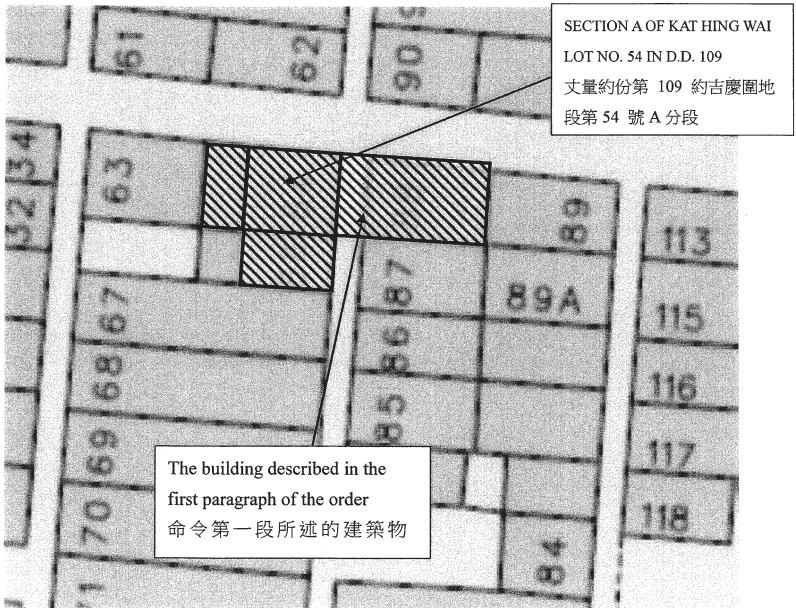 SECTION A OF KAT HING WAI
LOT NO. 54 IN D.D. 109
丈量約份第 109 約吉慶圍地
段第 54 號 A 分段
61
62
90
34
32
63
89
113
87
89A
67
115
86
68
116
85
69
117
The building described in the
first paragraph of the order
命令第一段所述的建築物
70
118
84